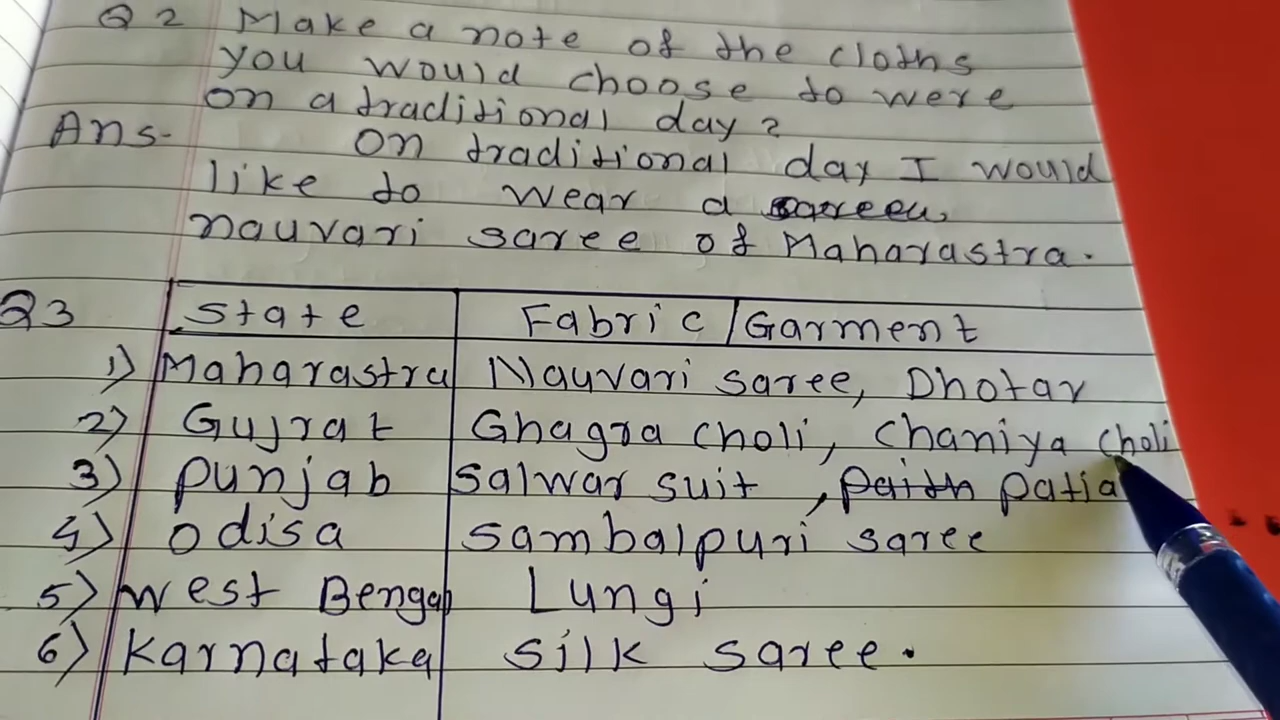 Q 2 Make a note of the cloths
you would choose to were
on a traditional day ?
Ans- On traditional day I would
like to wear a
nauvari saree of Maharastra.
Q3 State Fabric/Garment
1) Maharastra Nauvari saree, Dhotar
2) Gujrat Ghagra choli, chaniya choli
3) punjab salwar suit , patia
4) odisa sambalpuri saree
5) West Bengal Lungi
6) Karnataka silk saree.